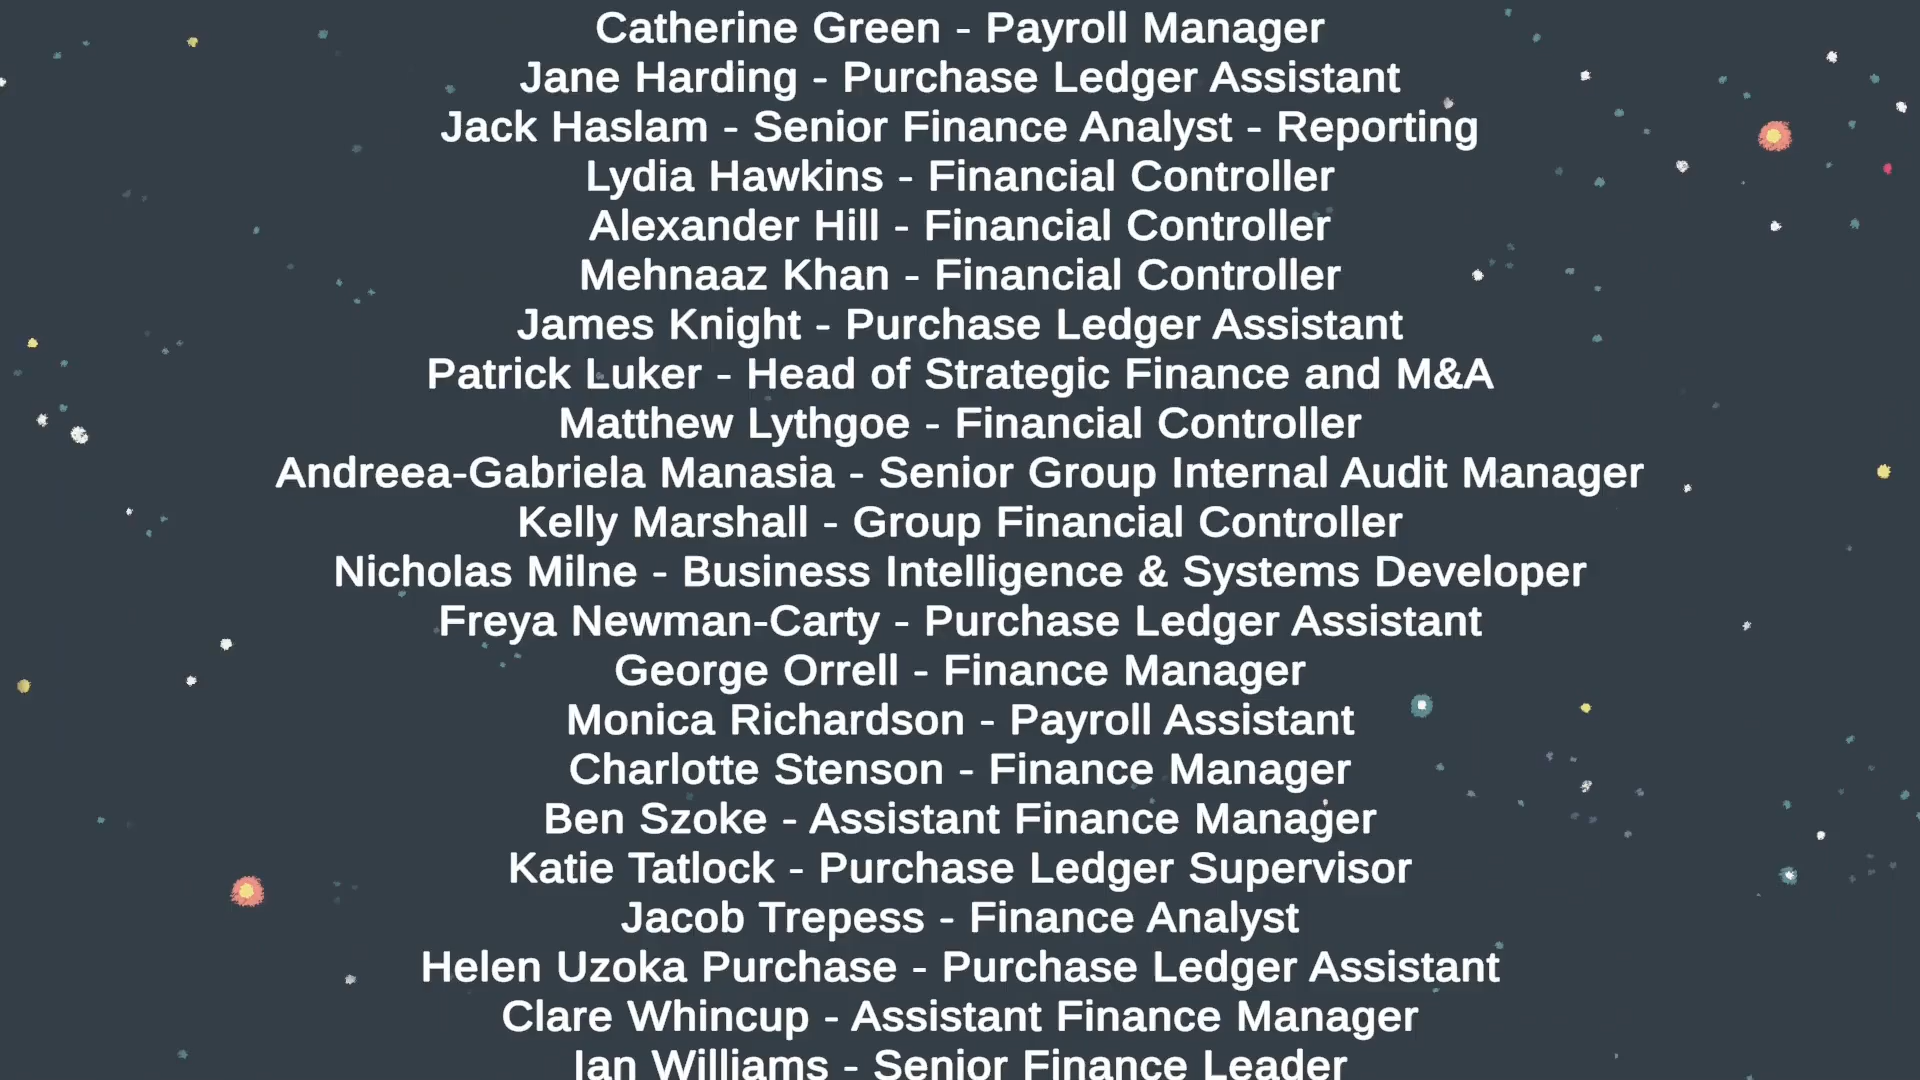 Catherine Green - Payroll Manager
Jane Harding - Purchase Ledger Assistant
Jack Haslam - Senior Finance Analyst - Reporting
Lydia Hawkins - Financial Controller
Alexander Hill - Financial Controller
Mehnaaz Khan - Financial Controller
James Knight - Purchase Ledger Assistant
Patrick Luker - Head of Strategic Finance and M&A
Matthew Lythgoe - Financial Controller
Andreea-Gabriela Manasia - Senior Group Internal Audit Manager
Kelly Marshall - Group Financial Controller
Nicholas Milne - Business Intelligence & Systems Developer
Freya Newman-Carty - Purchase Ledger Assistant
George Orrell - Finance Manager
Monica Richardson - Payroll Assistant
Charlotte Stenson - Finance Manager
Ben Szoke - Assistant Finance Manager
Katie Tatlock - Purchase Ledger Supervisor
Jacob Trepess - Finance Analyst
Helen Uzoka Purchase - Purchase Ledger Assistant
Clare Whincup - Assistant Finance Manager
Ian Williams - Senior Finance Leader